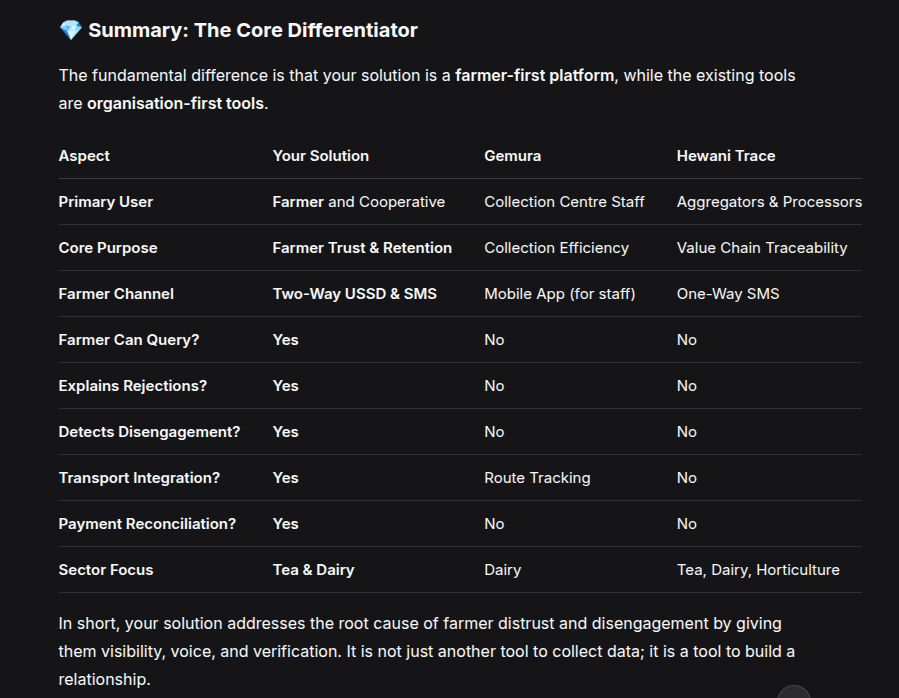 💎 Summary: The Core Differentiator
The fundamental difference is that your solution is a farmer-first platform, while the existing tools
are organisation-first tools.
Aspect Your Solution Gemura Hewani Trace
Primary User Farmer and Cooperative Collection Centre Staff Aggregators & Processors
Core Purpose Farmer Trust & Retention Collection Efficiency Value Chain Traceability
Farmer Channel Two-Way USSD & SMS Mobile App (for staff) One-Way SMS
Farmer Can Query? Yes No No
Explains Rejections? Yes No No
Detects Disengagement? Yes No No
Transport Integration? Yes Route Tracking No
Payment Reconciliation? Yes No No
Sector Focus Tea & Dairy Dairy Tea, Dairy, Horticulture
In short, your solution addresses the root cause of farmer distrust and disengagement by giving
them visibility, voice, and verification. It is not just another tool to collect data; it is a tool to build a
relationship.